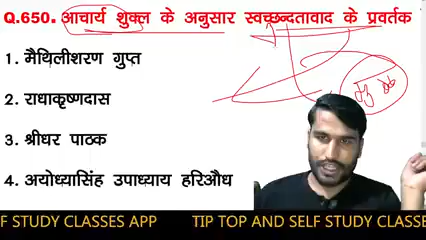 Q.650. आचार्य शुक्ल के अनुसार स्वच्छन्दतावाद के प्रवर्तक
1. मैथिलीशरण गुप्त
2. राधाकृष्णदास
3. श्रीधर पाठक
4. अयोध्यासिंह उपाध्याय हरिऔध
F STUDY CLASSES APP TIP TOP AND SELF STUDY CLASSE